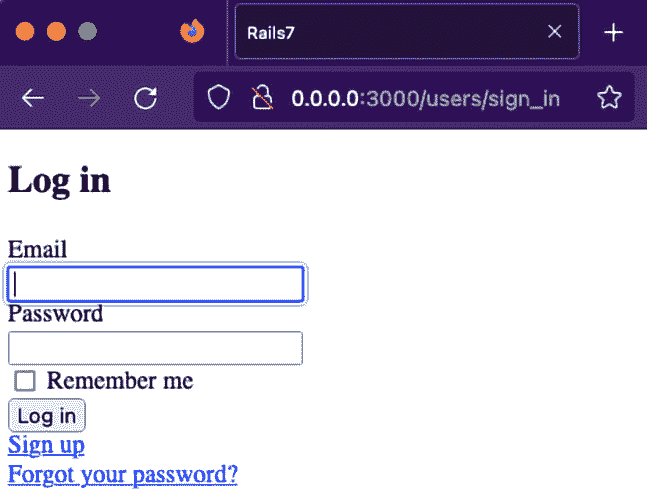 Rails7
0.0.0.0:3000/users/sign_in
Log in
Email
Password
Remember me
Log in
Sign up
Forgot your password?